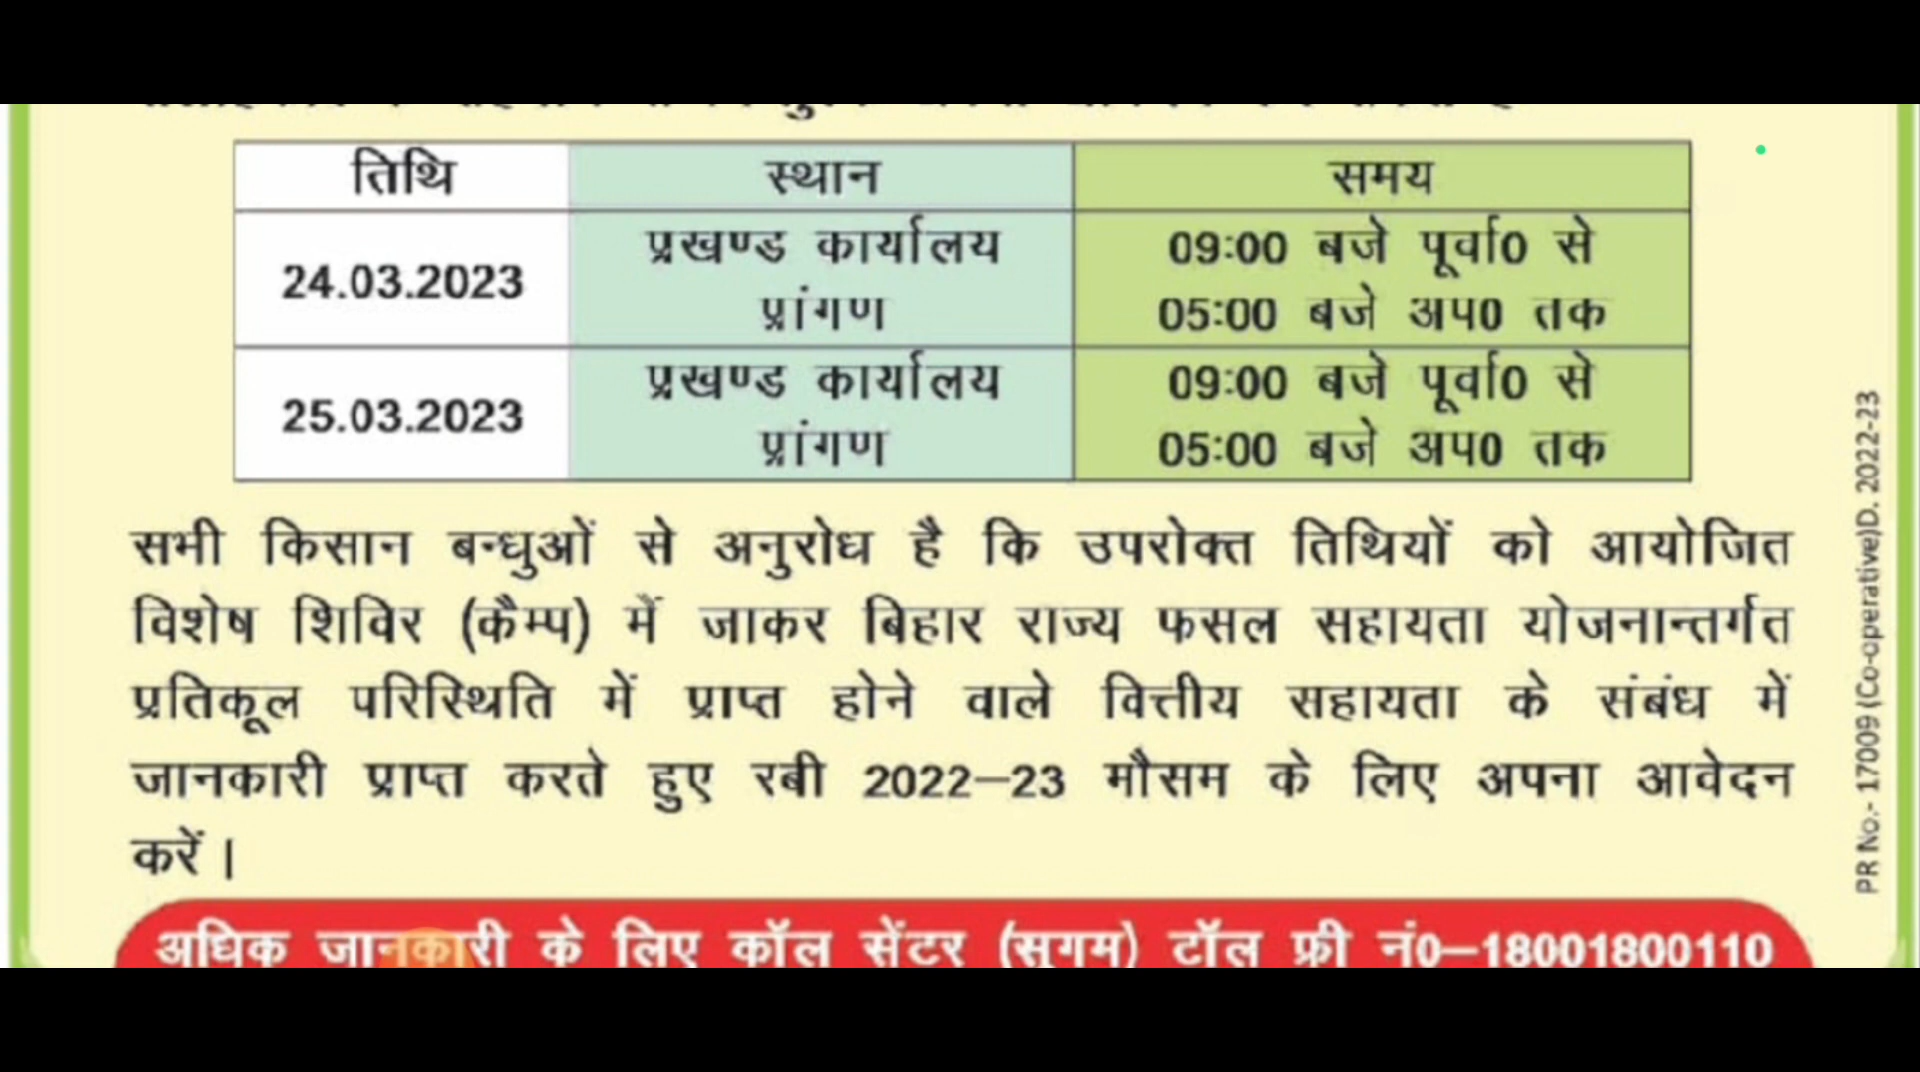 तिथि स्थान समय
24.03.2023 प्रखण्ड कार्यालय प्रांगण 09:00 बजे पूर्वा0 से 05:00 बजे अप0 तक
25.03.2023 प्रखण्ड कार्यालय प्रांगण 09:00 बजे पूर्वा0 से 05:00 बजे अप0 तक
सभी किसान बन्धुओं से अनुरोध है कि उपरोक्त तिथियों को आयोजित
विशेष शिविर (कैम्प) में जाकर बिहार राज्य फसल सहायता योजनान्तर्गत
प्रतिकूल परिस्थिति में प्राप्त होने वाले वित्तीय सहायता के संबंध में
जानकारी प्राप्त करते हुए रबी 2022–23 मौसम के लिए अपना आवेदन
करें।
अधिक जानकारी के लिए कॉल सेंटर (सुगम) टॉल फ्री नं0–18001800110
PR No.- 17009 (Co-operative)D. 2022-23